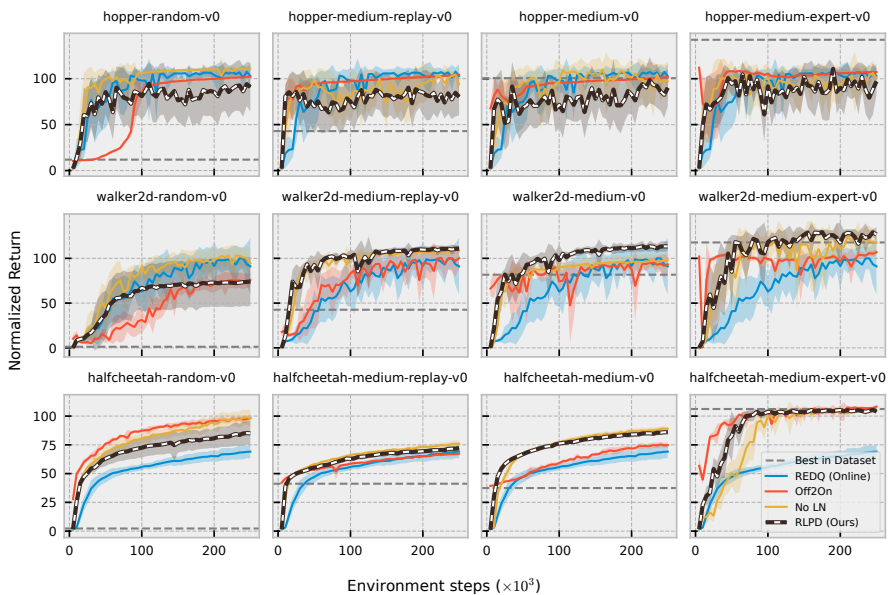 hopper-random-v0 hopper-medium-replay-v0 hopper-medium-v0 hopper-medium-expert-v0
100
50
0
walker2d-random-v0 walker2d-medium-replay-v0 walker2d-medium-v0 walker2d-medium-expert-v0
100
50
0
Normalized Return
halfcheetah-random-v0 halfcheetah-medium-replay-v0 halfcheetah-medium-v0 halfcheetah-medium-expert-v0
100
75
50
25
0
Best in Dataset
REDQ (Online)
Off2On
No LN
RLPD (Ours)
0 100 200 0 100 200 0 100 200 0 100 200
Environment steps (×10³)